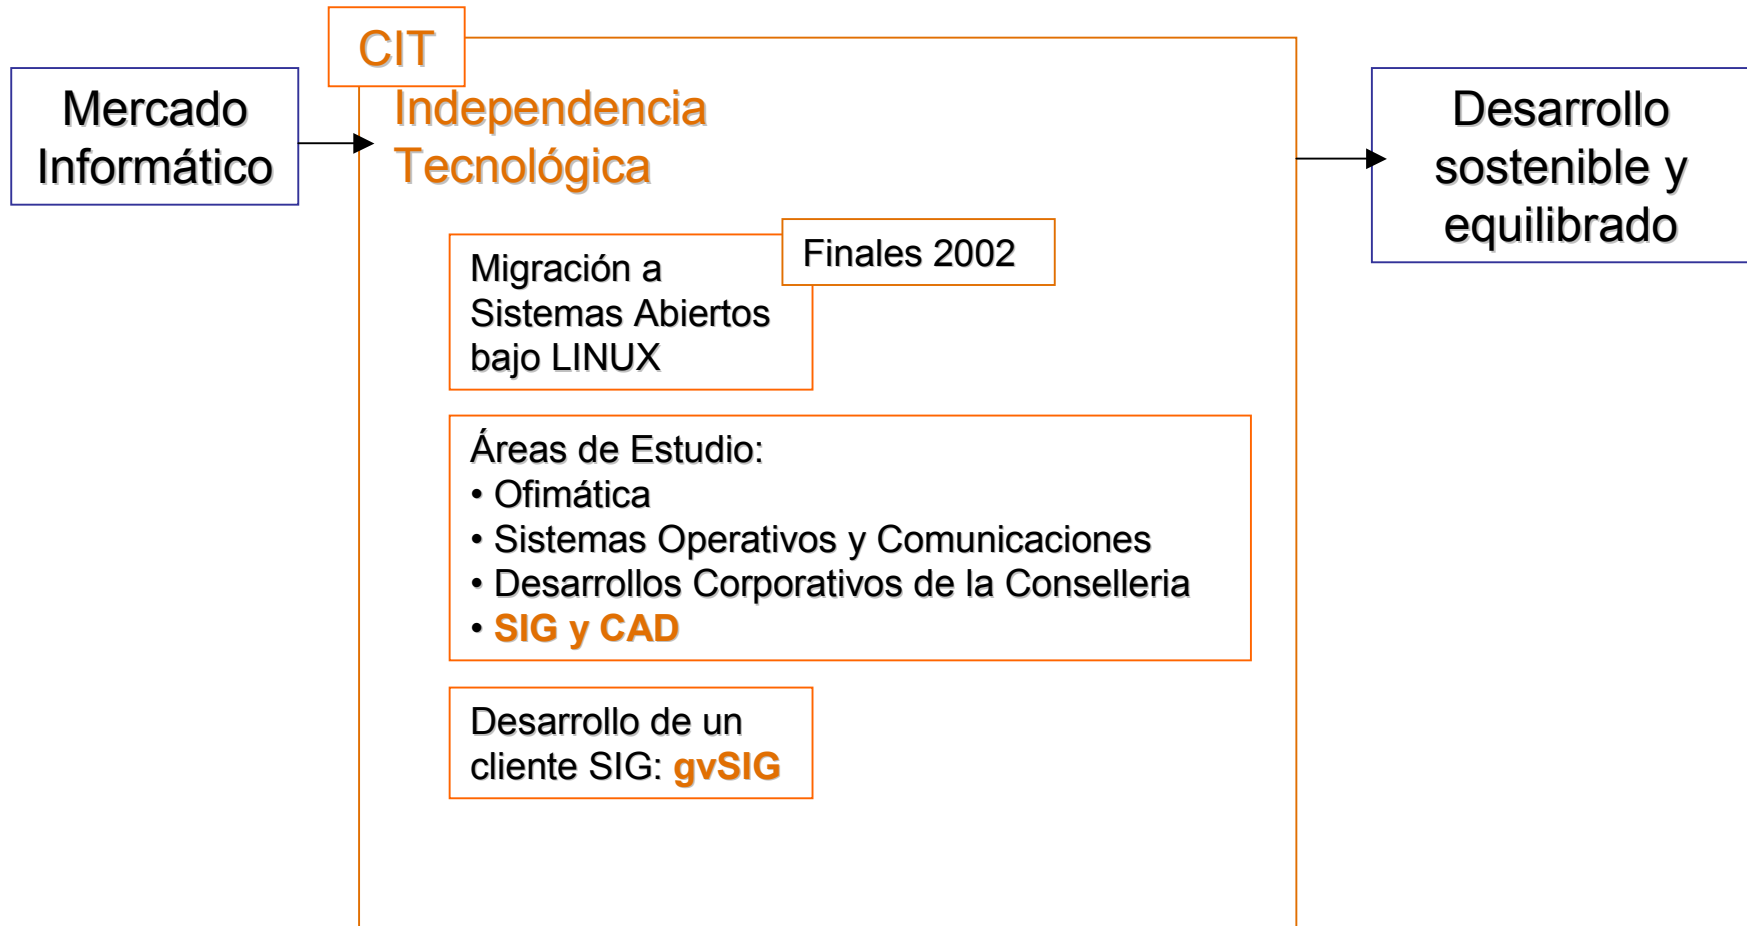 CIT
Mercado
Informático
Independencia
Tecnológica
Desarrollo
sostenible y
equilibrado
Finales 2002
Migración a
Sistemas Abiertos
bajo LINUX
Áreas de Estudio:
• Ofimática
• Sistemas Operativos y Comunicaciones
• Desarrollos Corporativos de la Conselleria
• SIG y CAD
Desarrollo de un
cliente SIG: gvSIG